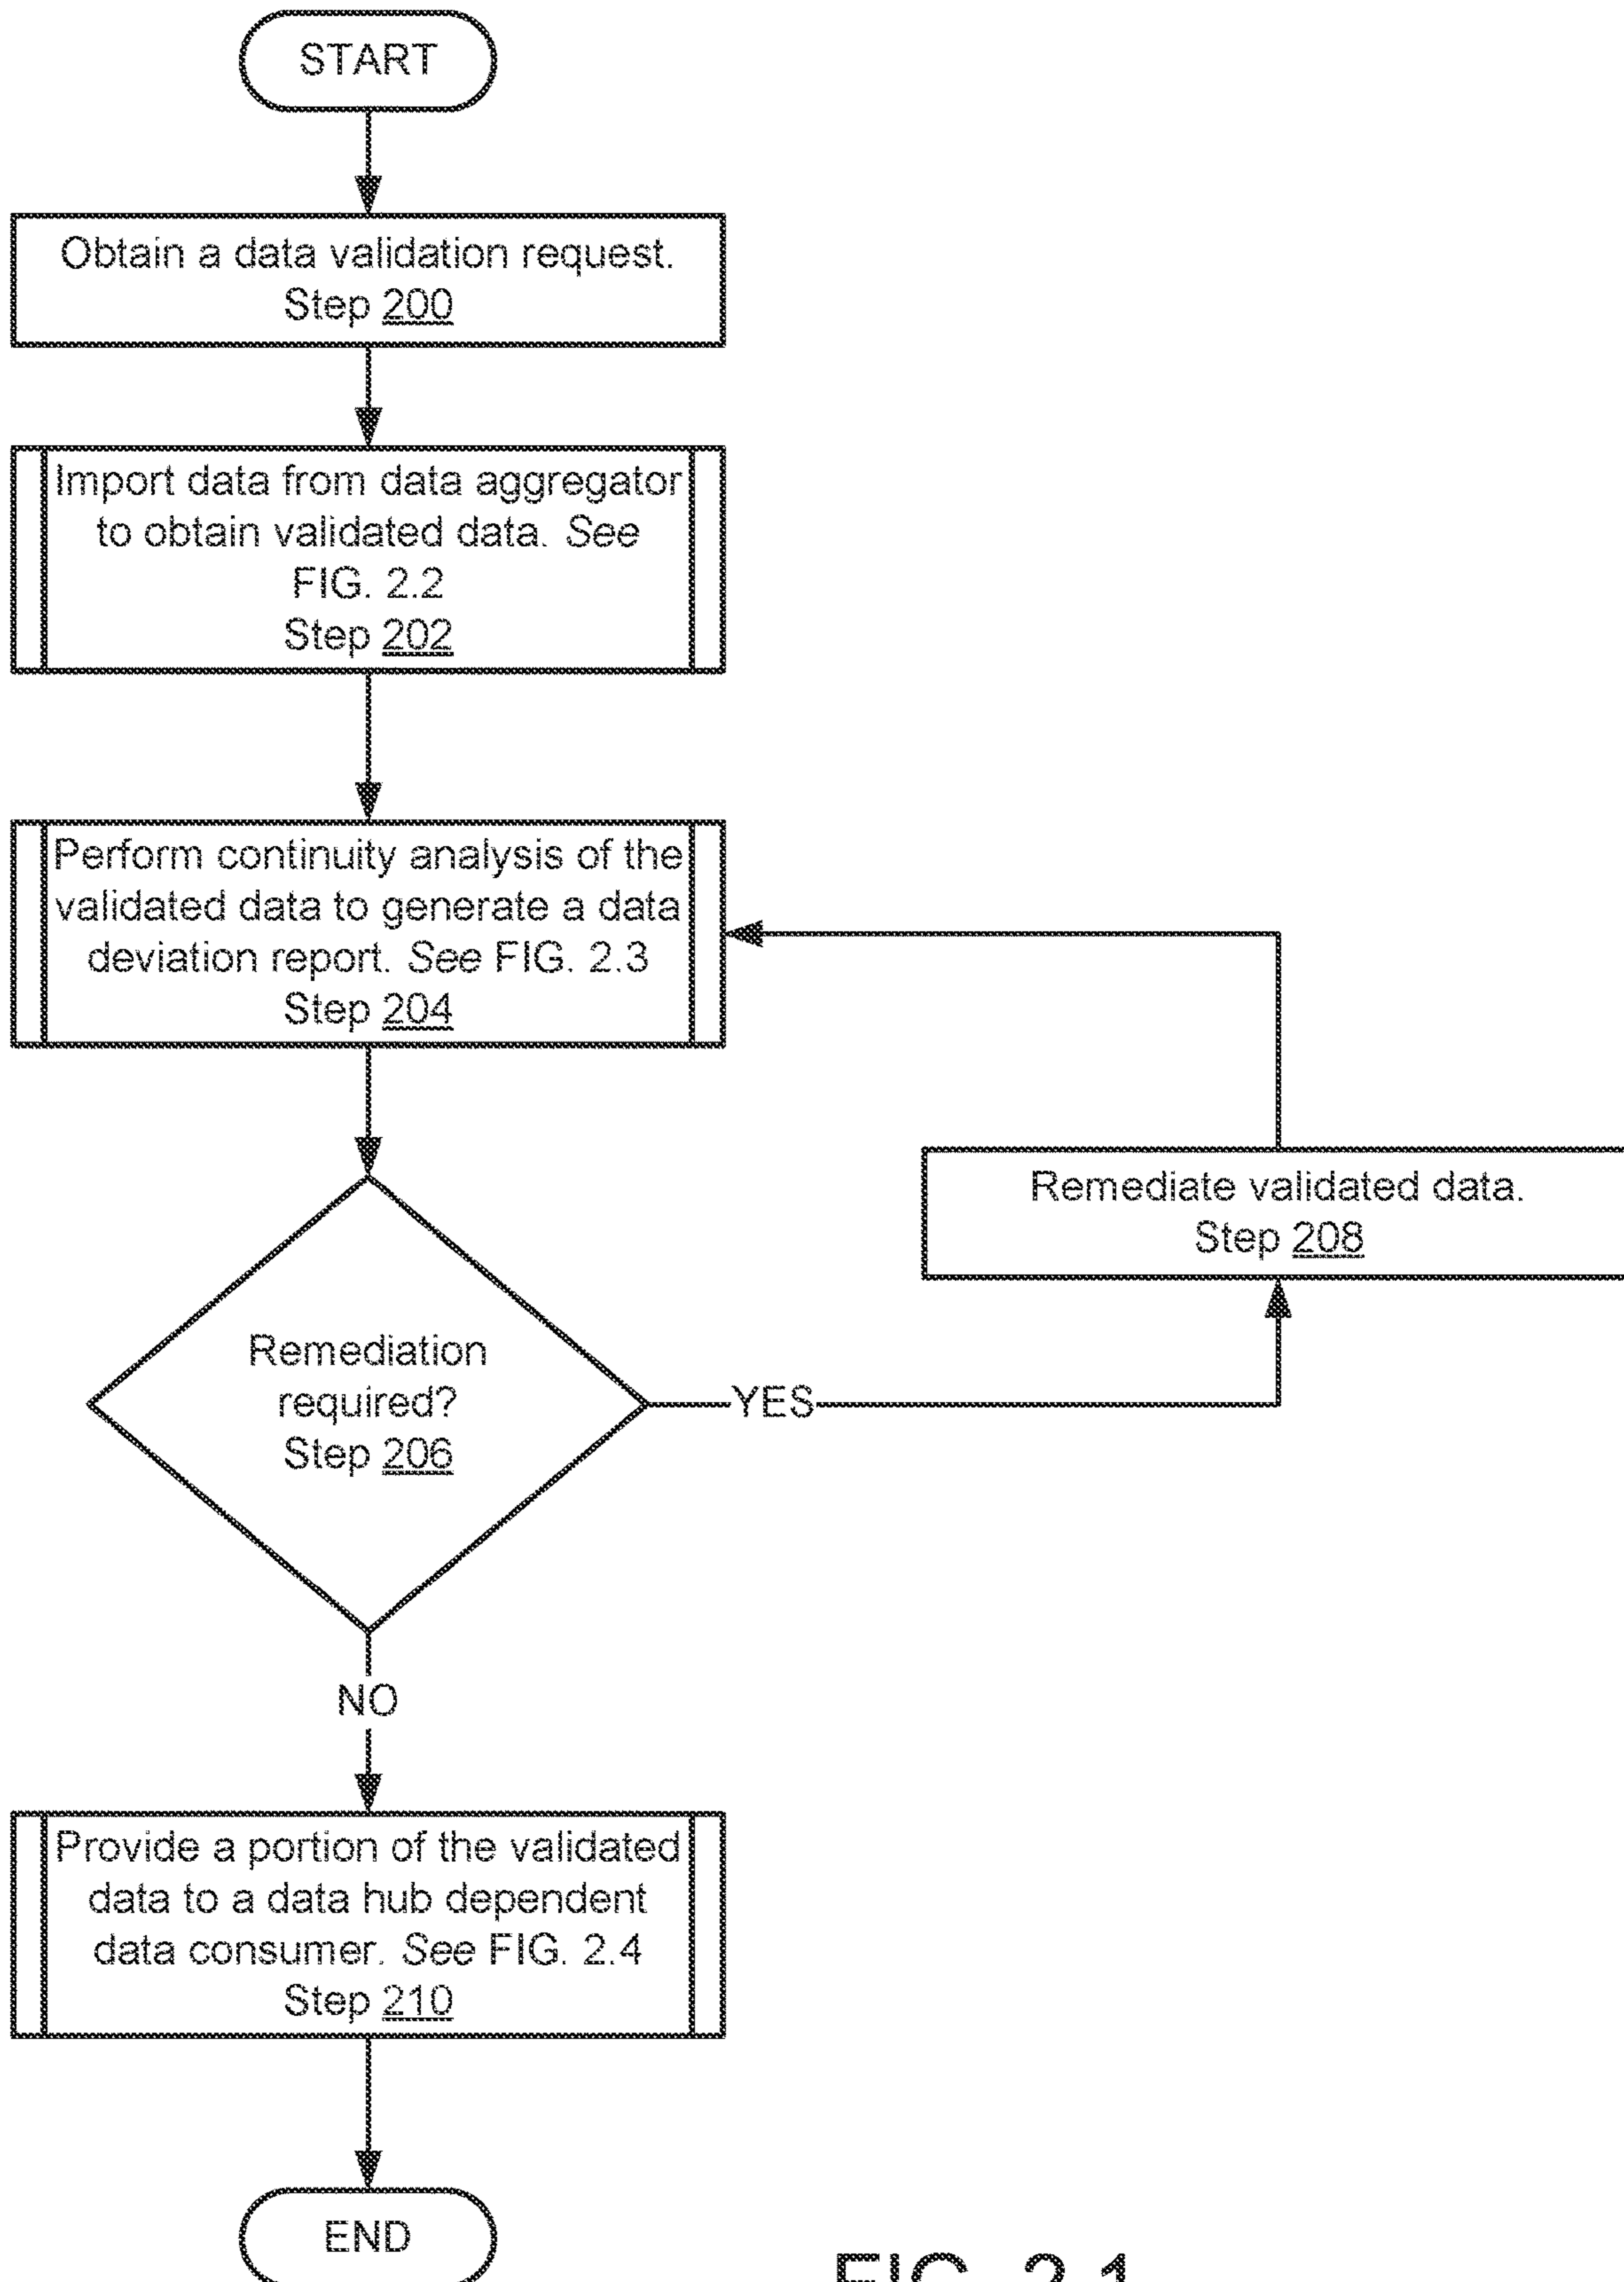 START
Obtain a data validation request.
Step 200
Import data from data aggregator
to obtain validated data. See
FIG. 2.2
Step 202
Perform continuity analysis of the
validated data to generate a data
deviation report. See FIG. 2.3
Step 204
Remediate validated data.
Step 208
Remediation
required?
Step 206
YES
NO
Provide a portion of the validated
data to a data hub dependent
data consumer. See FIG. 2.4
Step 210
END
FIG. 2.1